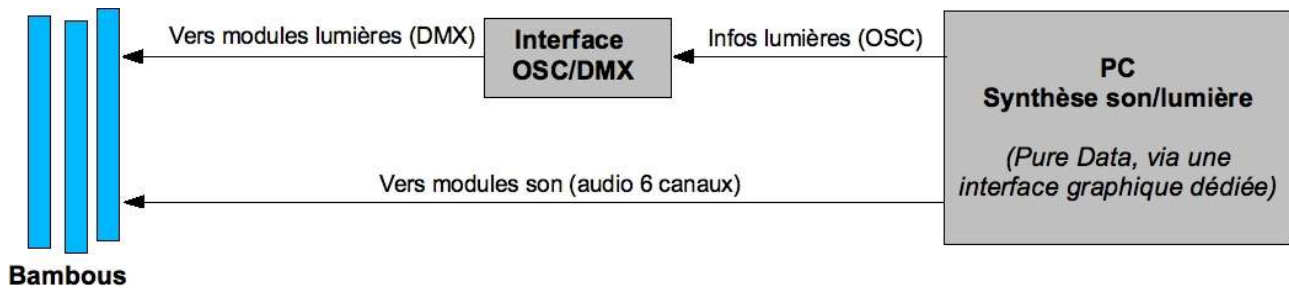 Vers modules lumières (DMX)
Interface
OSC/DMX
Infos lumières (OSC)
PC
Synthèse son/lumière
(Pure Data, via une
interface graphique dédiée)
Vers modules son (audio 6 canaux)
Bambous